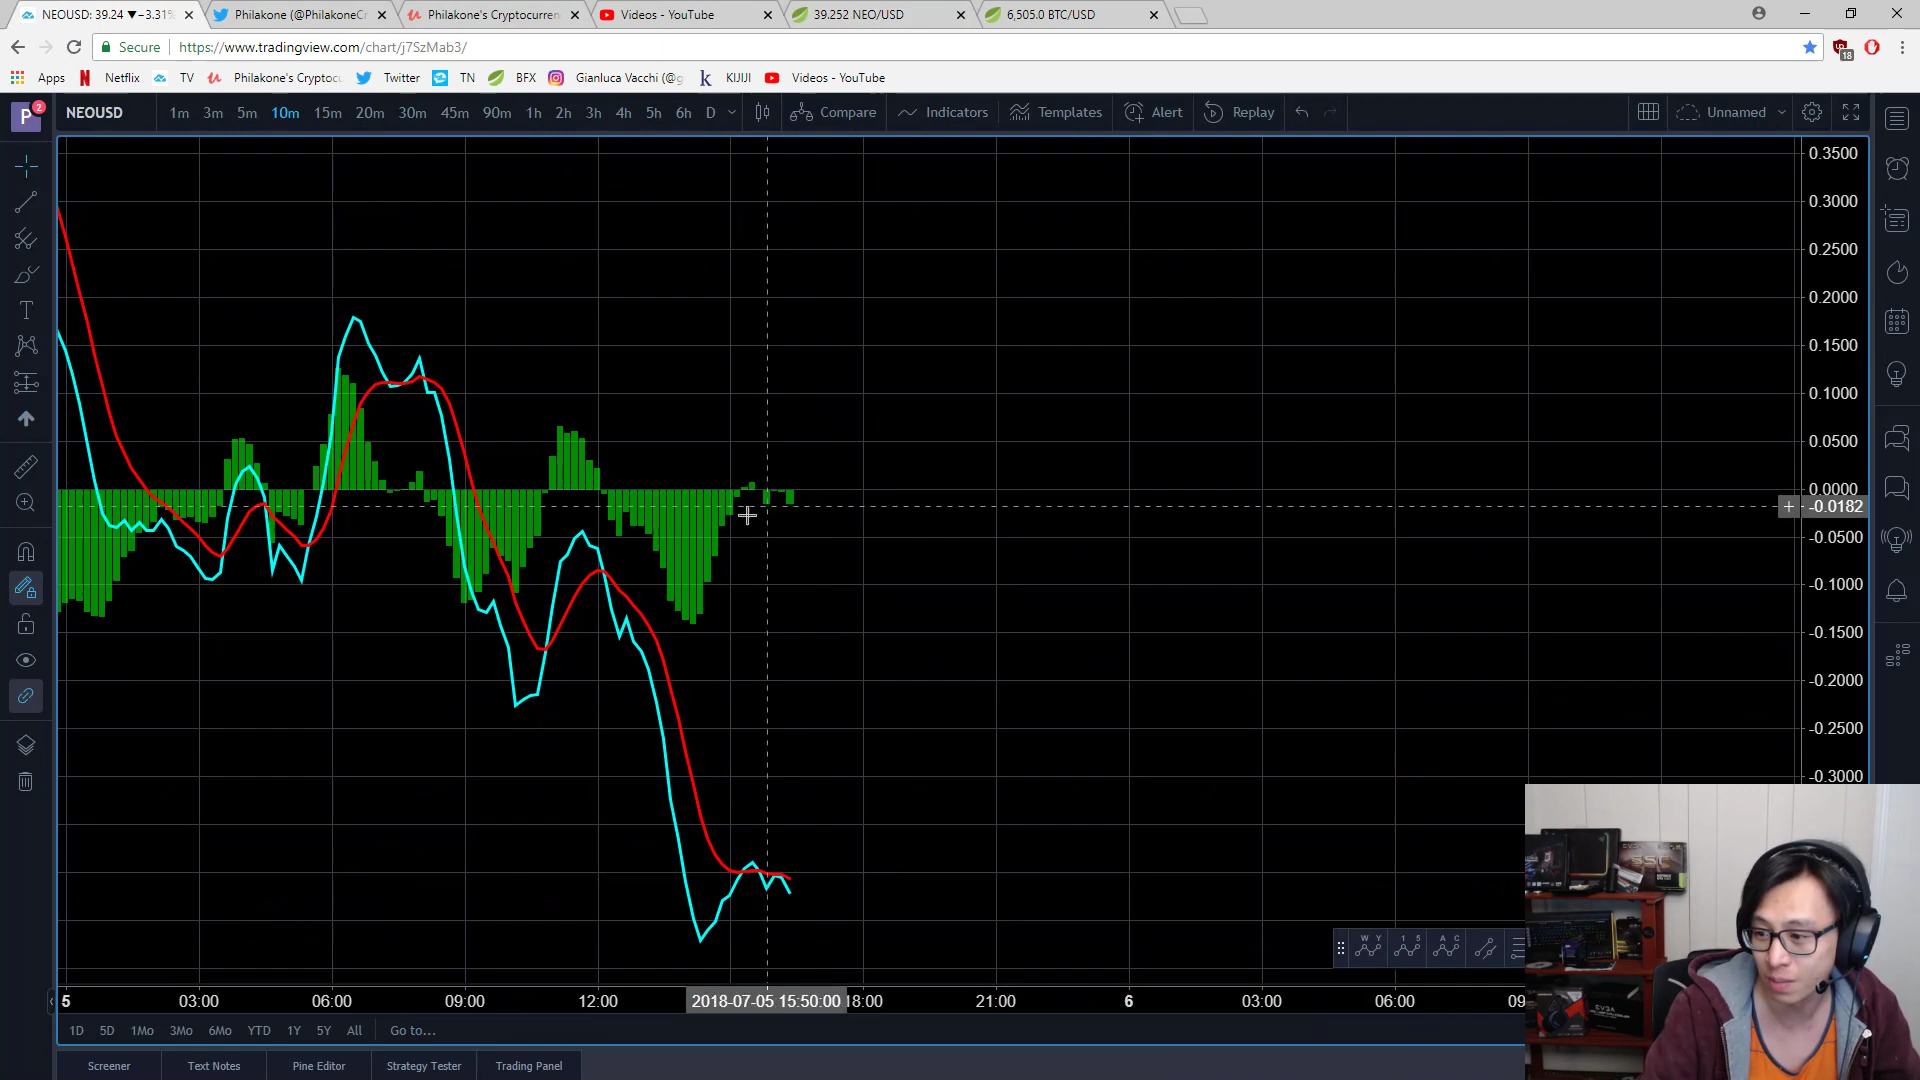 NEOUSD: 39.24 ▼−3.31%
Philakone (@PhilakoneCr
Philakone's Cryptocurren
Videos - YouTube
39.252 NEO/USD
6,505.0 BTC/USD
Secure
https://www.tradingview.com/chart/j7SzMab3/
18
Apps
Netflix
TV
Philakone's Cryptocu
Twitter
TN
BFX
Gianluca Vacchi (@g
KIJIJI
Videos - YouTube
P
2
NEOUSD
1m
3m
5m
10m
15m
20m
30m
45m
90m
1h
2h
3h
4h
5h
6h
D
Compare
Indicators
Templates
Alert
Replay
Unnamed
0.3500
0.3000
0.2500
0.2000
0.1500
0.1000
0.0500
0.0000
-0.0182
-0.0500
-0.1000
-0.1500
-0.2000
-0.2500
-0.3000
W Y
1 5
A C
5
03:00
06:00
09:00
12:00
2018-07-05 15:50:00
18:00
21:00
6
03:00
06:00
09
1D
5D
1Mo
3Mo
6Mo
YTD
1Y
5Y
All
Go to...
Screener
Text Notes
Pine Editor
Strategy Tester
Trading Panel